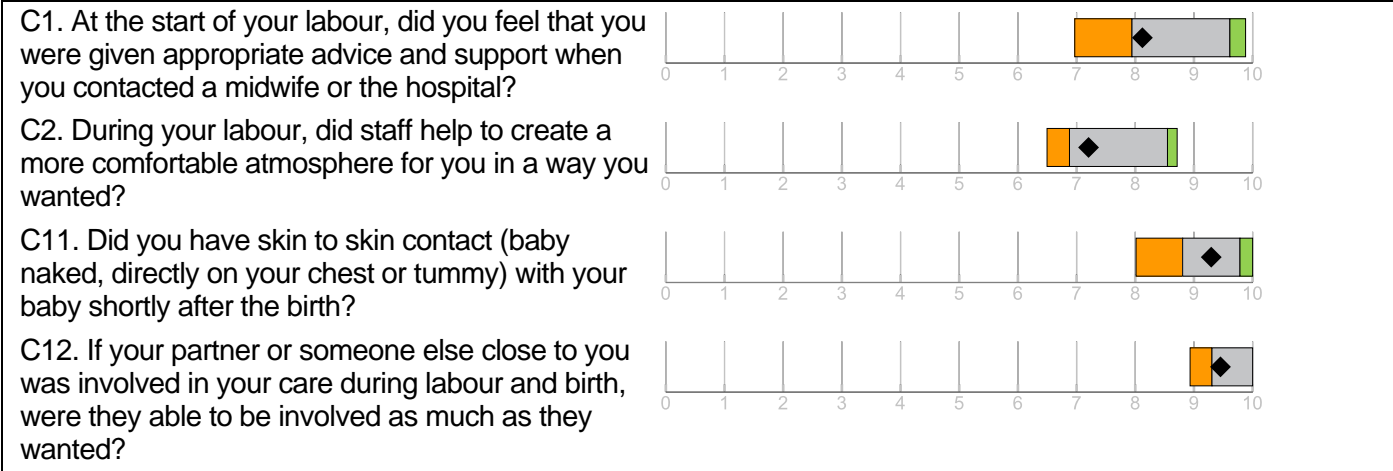 C1. At the start of your labour, did you feel that you
were given appropriate advice and support when
you contacted a midwife or the hospital?
0 1 2 3 4 5 6 7 8 9 10
C2. During your labour, did staff help to create a
more comfortable atmosphere for you in a way you
wanted?
0 1 2 3 4 5 6 7 8 9 10
C11. Did you have skin to skin contact (baby
naked, directly on your chest or tummy) with your
baby shortly after the birth?
0 1 2 3 4 5 6 7 8 9 10
C12. If your partner or someone else close to you
was involved in your care during labour and birth,
were they able to be involved as much as they
wanted?
0 1 2 3 4 5 6 7 8 9 10